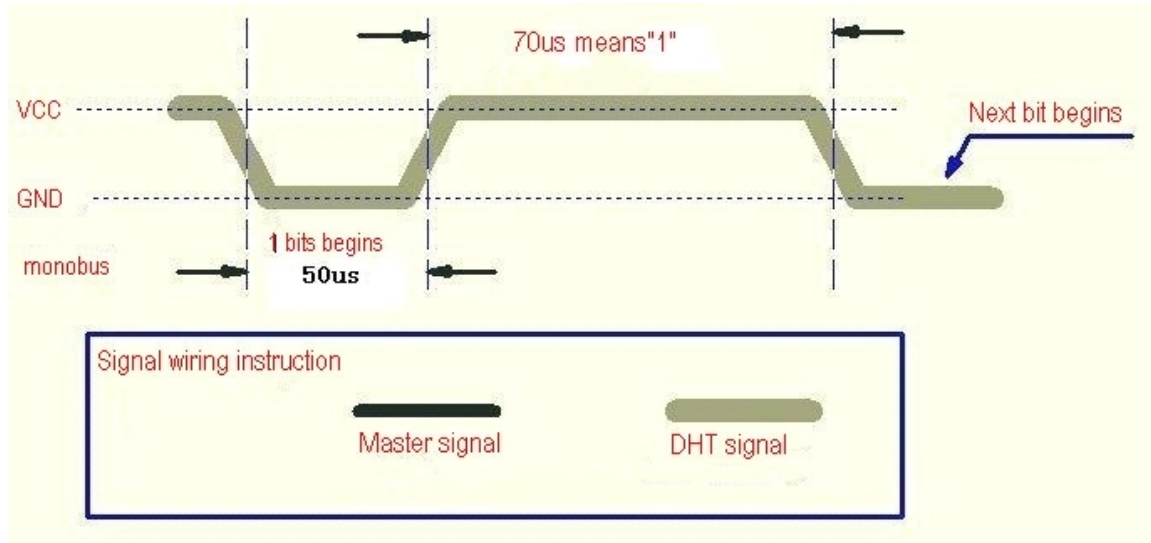 70us means"1"
VCC
Next bit begins
GND
1 bits begins
monobus
50us
Signal wiring instruction
Master signal
DHT signal